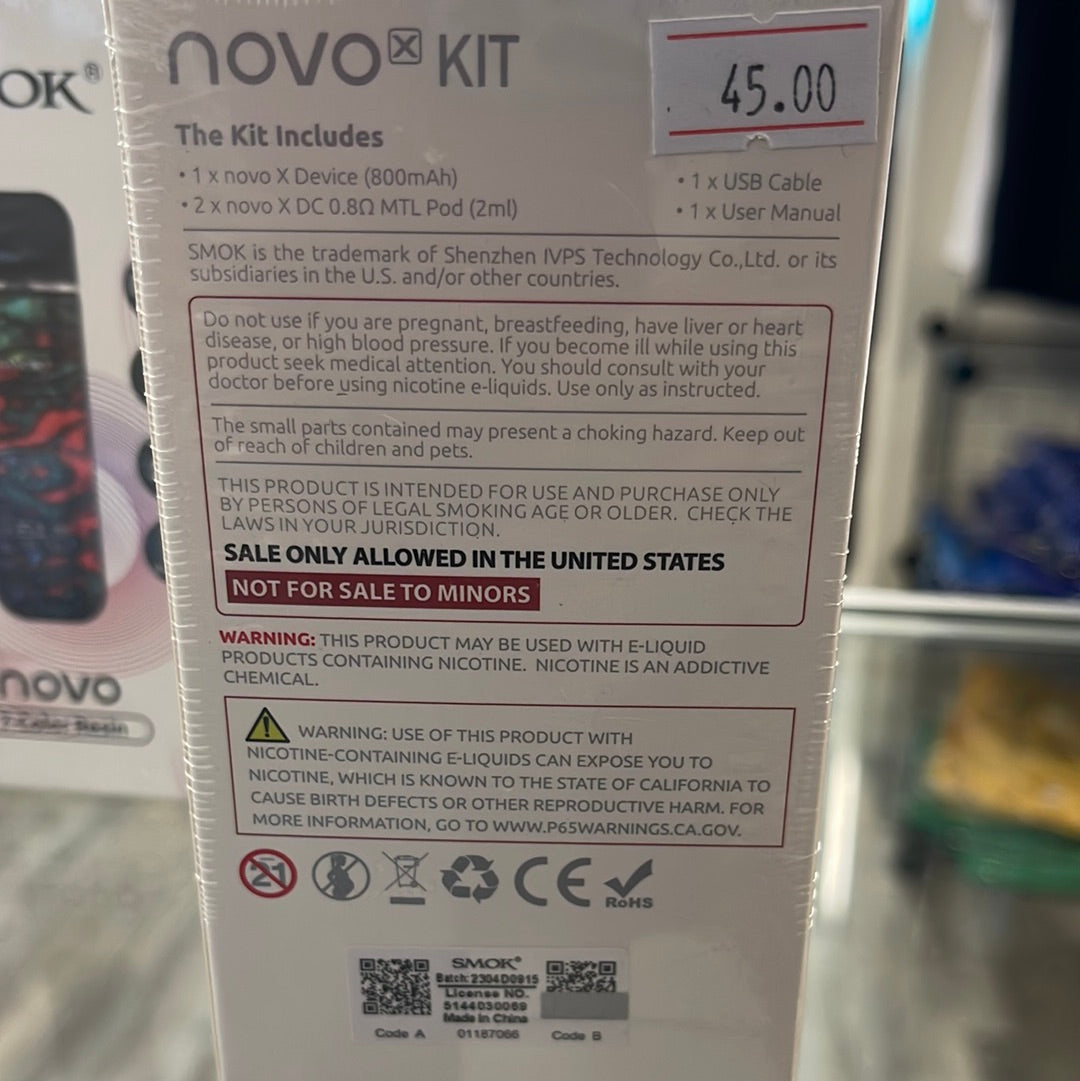 OK®
novo
7-Color Resin
novo X KIT
45.00
The Kit Includes
• 1 x novo X Device (800mAh)
• 2 x novo X DC 0.8Ω MTL Pod (2ml)
• 1 x USB Cable
• 1 x User Manual
SMOK is the trademark of Shenzhen IVPS Technology Co.,Ltd. or its
subsidiaries in the U.S. and/or other countries.
Do not use if you are pregnant, breastfeeding, have liver or heart
disease, or high blood pressure. If you become ill while using this
product seek medical attention. You should consult with your
doctor before using nicotine e-liquids. Use only as instructed.
The small parts contained may present a choking hazard. Keep out
of reach of children and pets.
THIS PRODUCT IS INTENDED FOR USE AND PURCHASE ONLY
BY PERSONS OF LEGAL SMOKING AGE OR OLDER. CHECK THE
LAWS IN YOUR JURISDICTION.
SALE ONLY ALLOWED IN THE UNITED STATES
NOT FOR SALE TO MINORS
WARNING: THIS PRODUCT MAY BE USED WITH E-LIQUID
PRODUCTS CONTAINING NICOTINE. NICOTINE IS AN ADDICTIVE
CHEMICAL.
WARNING: USE OF THIS PRODUCT WITH
NICOTINE-CONTAINING E-LIQUIDS CAN EXPOSE YOU TO
NICOTINE, WHICH IS KNOWN TO THE STATE OF CALIFORNIA TO
CAUSE BIRTH DEFECTS OR OTHER REPRODUCTIVE HARM. FOR
MORE INFORMATION, GO TO WWW.P65WARNINGS.CA.GOV.
-21
CE
RoHS
SMOK®
Batch: 2304D0915
License NO.
5144030069
Made in China
Code A
01187066
Code B